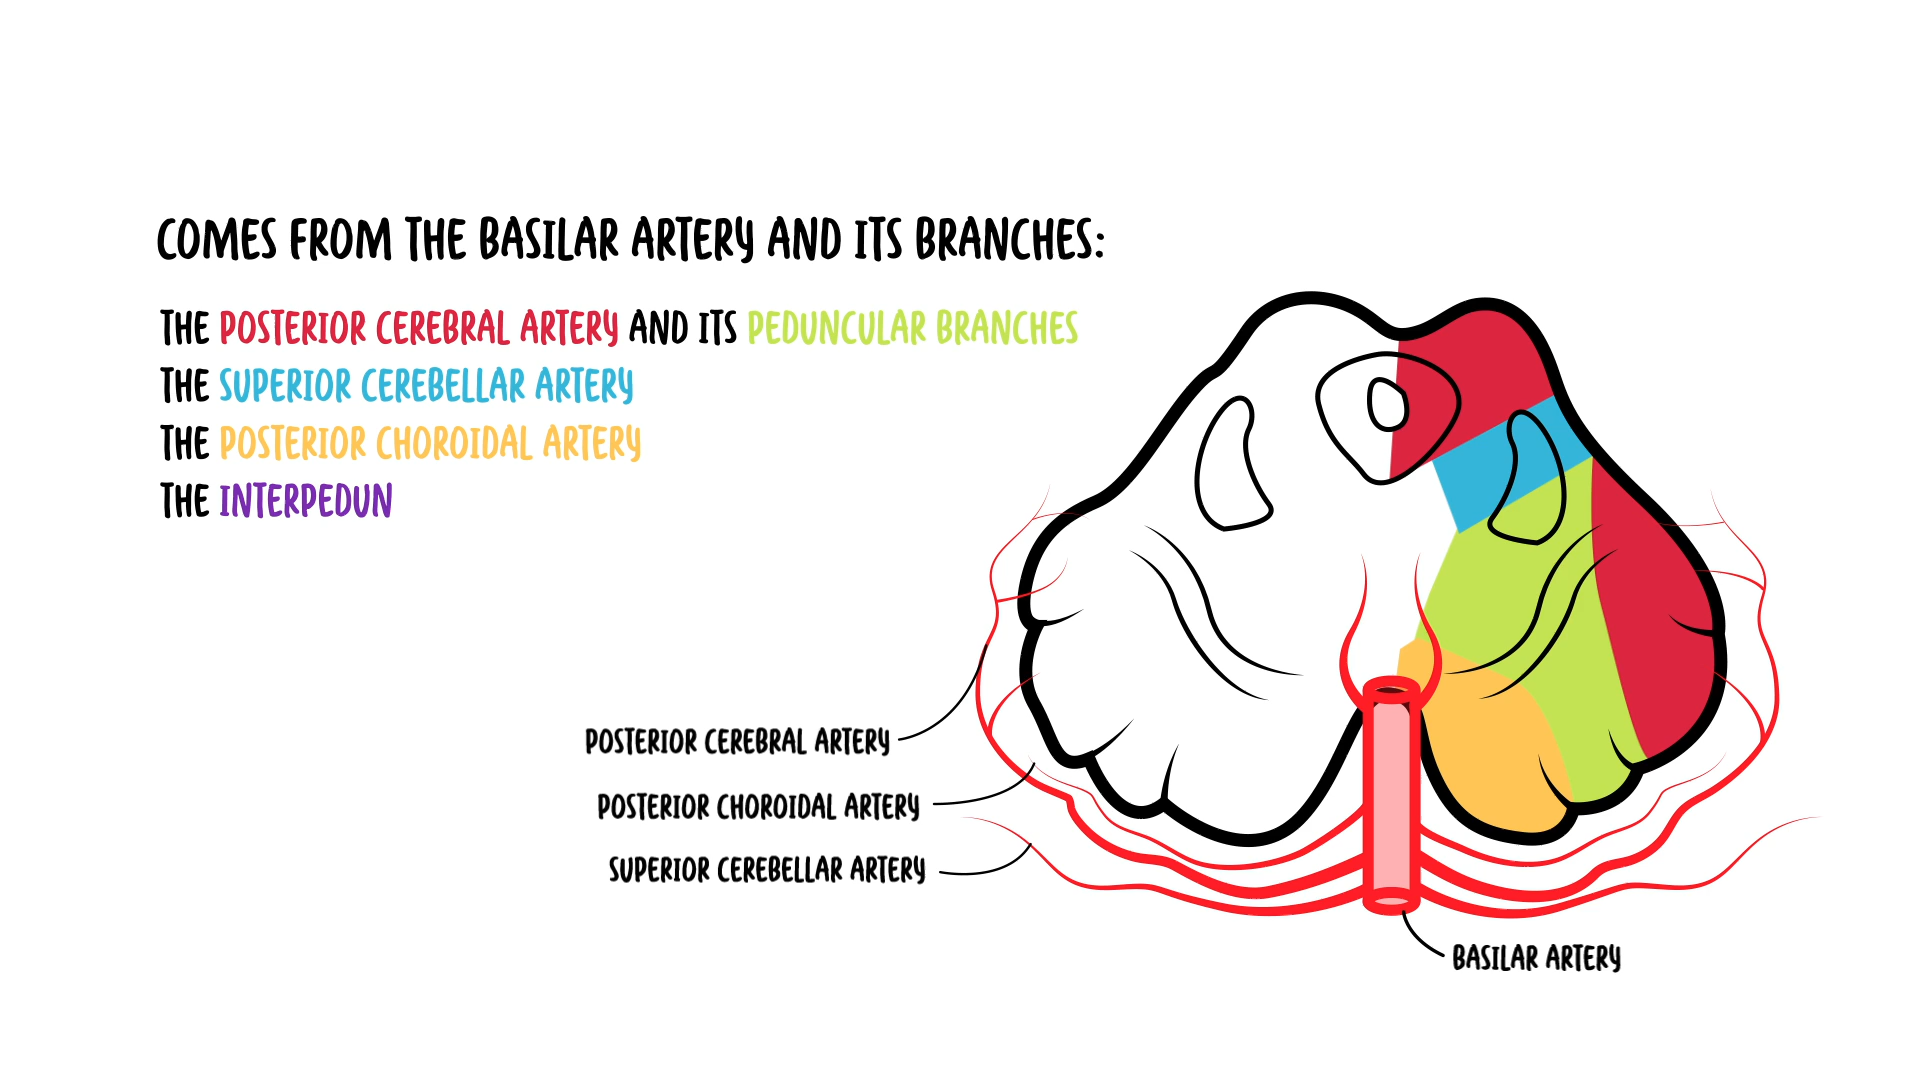 COMES FROM THE BASILAR ARTERY AND ITS BRANCHES:
THE POSTERIOR CEREBRAL ARTERY AND ITS PEDUNCULAR BRANCHES
THE SUPERIOR CEREBELLAR ARTERY
THE POSTERIOR CHOROIDAL ARTERY
THE INTERPEDUN
POSTERIOR CEREBRAL ARTERY
POSTERIOR CHOROIDAL ARTERY
SUPERIOR CEREBELLAR ARTERY
BASILAR ARTERY